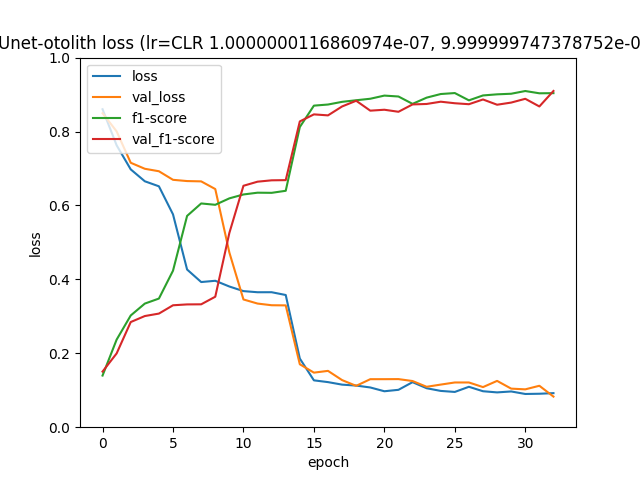 Unet-otolith loss (lr=CLR 1.0000000116860974e-07, 9.999999747378752e-0
loss
val_loss
f1-score
val_f1-score
1.0
0.8
0.6
0.4
0.2
0.0
loss
0 5 10 15 20 25 30
epoch